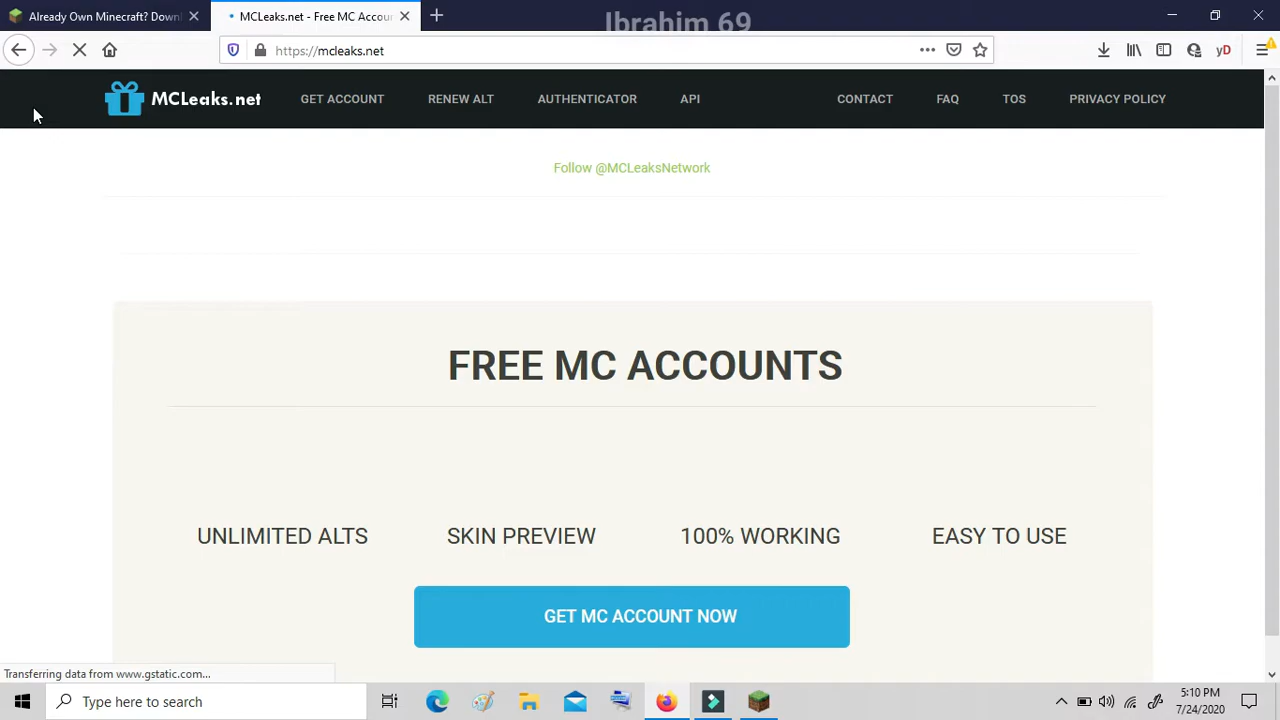 Ibrahim 69
Already Own Minecraft? Downl
MCLeaks.net - Free MC Accoun
https://mcleaks.net
yD
MCLeaks.net
GET ACCOUNT
RENEW ALT
AUTHENTICATOR
API
CONTACT
FAQ
TOS
PRIVACY POLICY
Follow @MCLeaksNetwork
FREE MC ACCOUNTS
UNLIMITED ALTS
SKIN PREVIEW
100% WORKING
EASY TO USE
GET MC ACCOUNT NOW
Transferring data from www.gstatic.com...
Type here to search
5:10 PM
7/24/2020